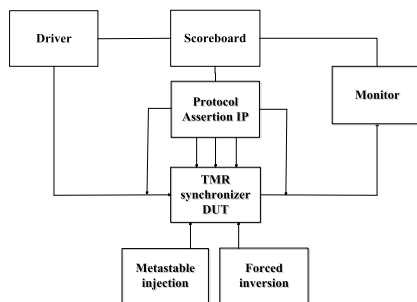 Driver
Scoreboard
Monitor
Protocol
Assertion IP
TMR
synchronizer
DUT
Metastable
injection
Forced
inversion